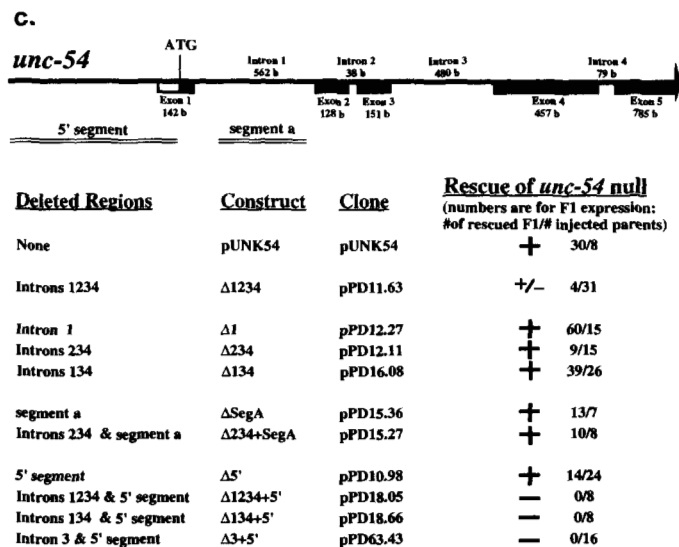 C.
unc-54
ATG
Intron 1
562 b
Intron 2
38 b
Intron 3
480 b
Intron 4
79 b
Exon 1
142 b
Exon 2
128 b
Exon 3
151 b
Exon 4
457 b
Exon 5
785 b
5' segment
segment a
Deleted Regions Construct Clone Rescue of unc-54 null
(numbers are for F1 expression:
#of rescued F1/# injected parents)
None pUNK54 pUNK54 + 30/8
Introns 1234 Δ1234 pPD11.63 +/− 4/31
Intron 1 Δ1 pPD12.27 + 60/15
Introns 234 Δ234 pPD12.11 + 9/15
Introns 134 Δ134 pPD16.08 + 39/26
segment a ΔSegA pPD15.36 + 13/7
Introns 234 & segment a Δ234+SegA pPD15.27 + 10/8
5' segment Δ5' pPD10.98 + 14/24
Introns 1234 & 5' segment Δ1234+5' pPD18.05 — 0/8
Introns 134 & 5' segment Δ134+5' pPD18.66 — 0/8
Intron 3 & 5' segment Δ3+5' pPD63.43 — 0/16